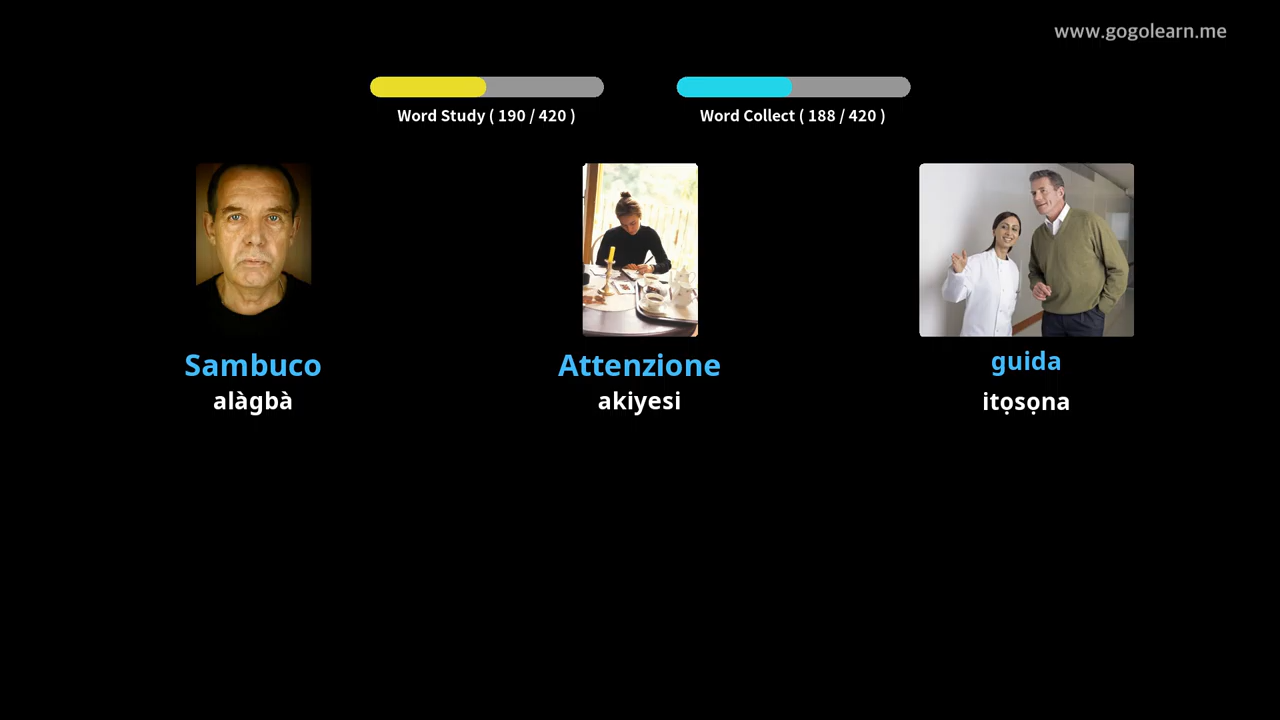 www.gogolearn.me
Word Study ( 190 / 420 )
Word Collect ( 188 / 420 )
Sambuco
alàgbà
Attenzione
akiyesi
guida
itọsọna